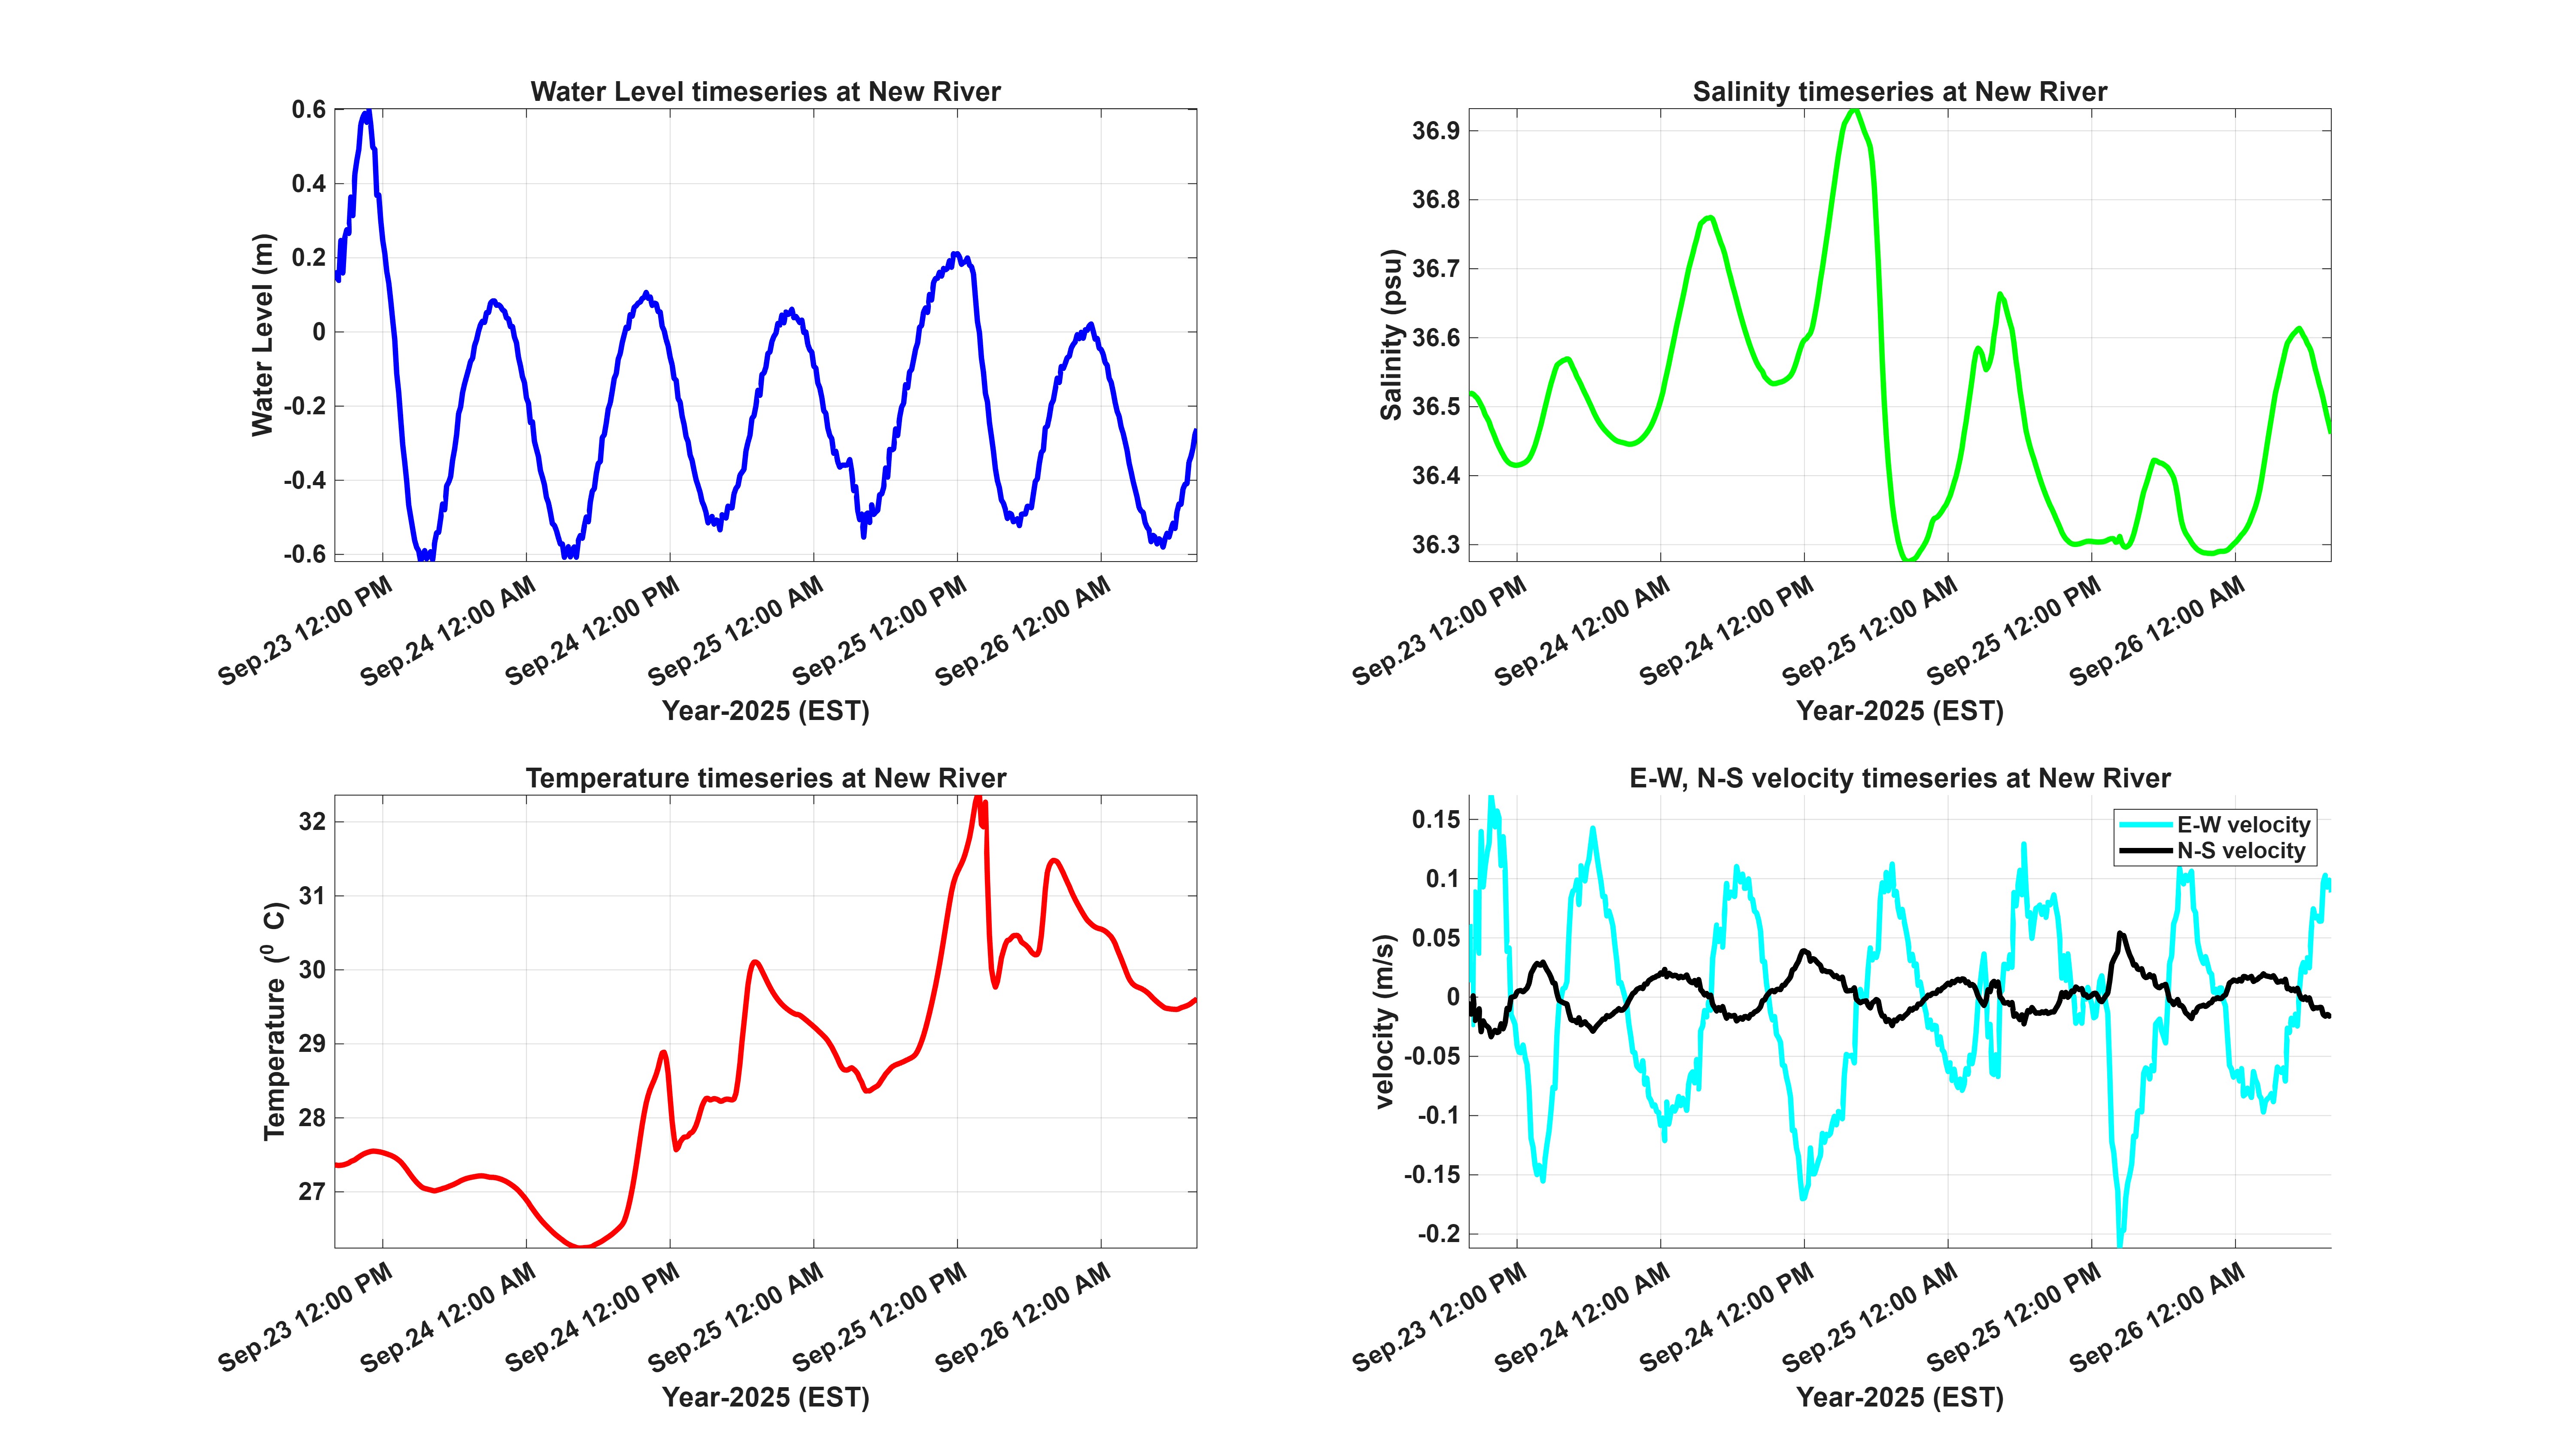 Water Level timeseries at New River
Water Level (m)
0.6
0.4
0.2
0
-0.2
-0.4
-0.6
Sep.23 12:00 PM
Sep.24 12:00 AM
Sep.24 12:00 PM
Sep.25 12:00 AM
Sep.25 12:00 PM
Sep.26 12:00 AM
Year-2025 (EST)
Salinity timeseries at New River
Salinity (psu)
36.9
36.8
36.7
36.6
36.5
36.4
36.3
Sep.23 12:00 PM
Sep.24 12:00 AM
Sep.24 12:00 PM
Sep.25 12:00 AM
Sep.25 12:00 PM
Sep.26 12:00 AM
Year-2025 (EST)
Temperature timeseries at New River
Temperature (⁰ C)
32
31
30
29
28
27
Sep.23 12:00 PM
Sep.24 12:00 AM
Sep.24 12:00 PM
Sep.25 12:00 AM
Sep.25 12:00 PM
Sep.26 12:00 AM
Year-2025 (EST)
E-W, N-S velocity timeseries at New River
velocity (m/s)
0.15
0.1
0.05
0
-0.05
-0.1
-0.15
-0.2
E-W velocity
N-S velocity
Sep.23 12:00 PM
Sep.24 12:00 AM
Sep.24 12:00 PM
Sep.25 12:00 AM
Sep.25 12:00 PM
Sep.26 12:00 AM
Year-2025 (EST)